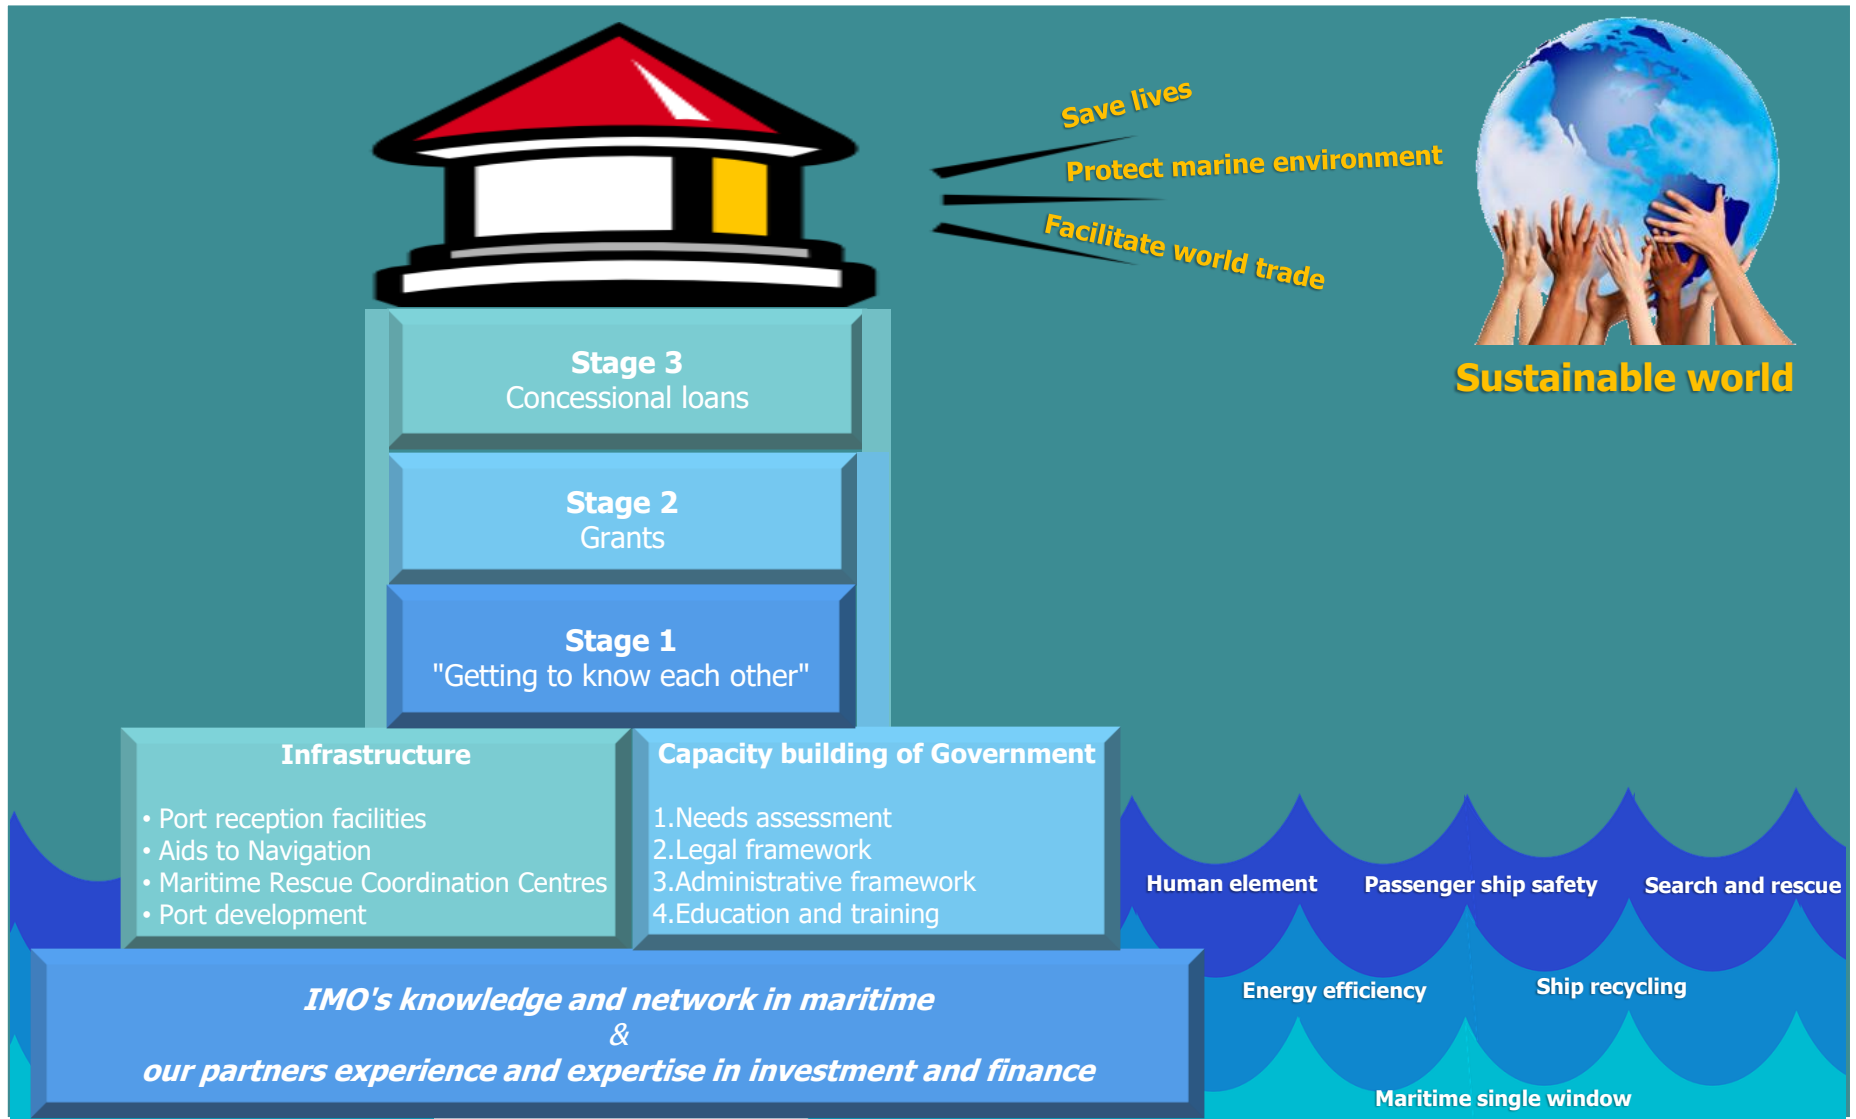 Save lives
Protect marine environment
Facilitate world trade
Sustainable world
Stage 3
Concessional loans
Stage 2
Grants
Stage 1
"Getting to know each other"
Infrastructure
• Port reception facilities
• Aids to Navigation
• Maritime Rescue Coordination Centres
• Port development
Capacity building of Government
1.Needs assessment
2.Legal framework
3.Administrative framework
4.Education and training
Human element
Passenger ship safety
Search and rescue
Energy efficiency
Ship recycling
Maritime single window
IMO's knowledge and network in maritime
&
our partners experience and expertise in investment and finance